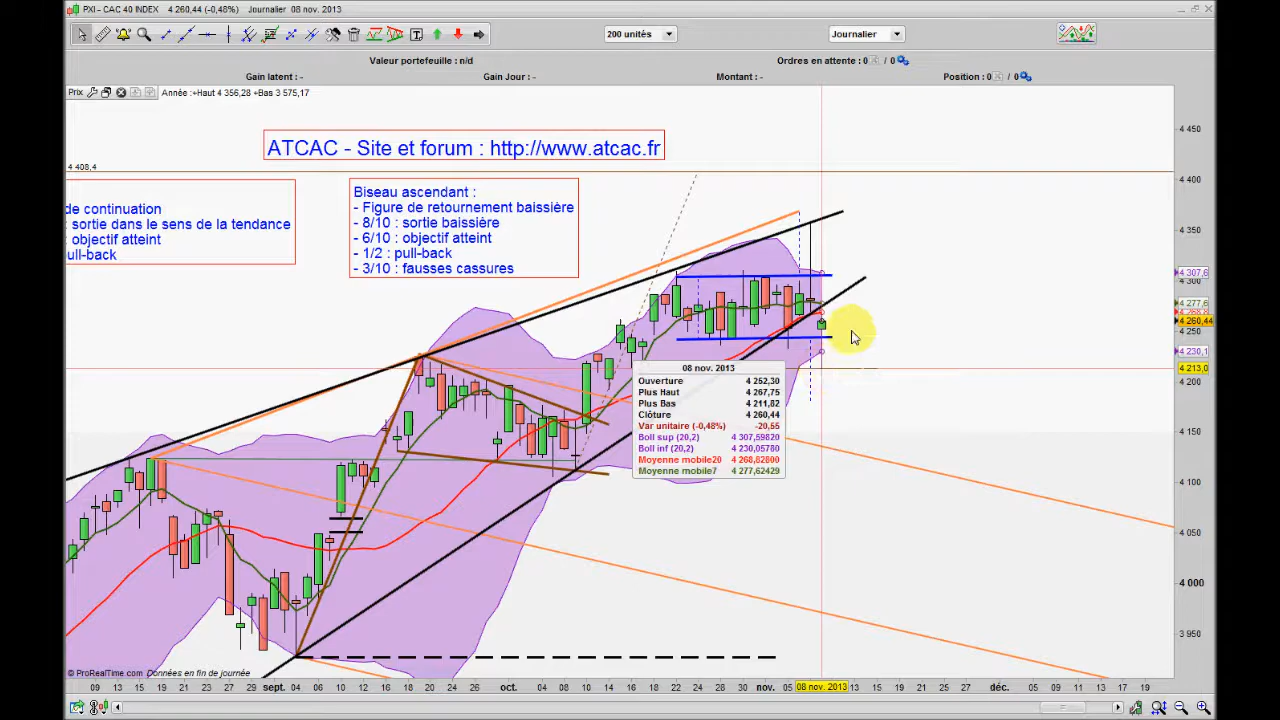 PXI - CAC 40 INDEX 4 260,44 (-0,48%) Journalier 08 nov. 2013
200 unités
Journalier
Valeur portefeuille : n/d
Ordres en attente : 0 / 0
Gain latent : -
Gain Jour : -
Montant : -
Position : 0 / 0
Prix
Année : +Haut 4 356,28 +Bas 3 575,17
4 408,4
ATCAC - Site et forum : http://www.atcac.fr
de continuation
: sortie dans le sens de la tendance
: objectif atteint
ull-back
Biseau ascendant :
- Figure de retournement baissière
- 8/10 : sortie baissière
- 6/10 : objectif atteint
- 1/2 : pull-back
- 3/10 : fausses cassures
08 nov. 2013
Ouverture 4 252,30
Plus Haut 4 267,75
Plus Bas 4 211,82
Clôture 4 260,44
Var unitaire (-0,48%) -20,55
Boll sup (20,2) 4 307,59820
Boll inf (20,2) 4 230,05780
Moyenne mobile20 4 268,82800
Moyenne mobile7 4 277,62429
4 450
4 400
4 350
4 307,6
4 300
4 277,6
4 260,44
4 250
4 230,1
4 213,0
4 200
4 150
4 100
4 050
4 000
3 950
© ProRealTime.com Données en fin de journée
09 13 15 19 21 23 27 29 sept. 04 06 10 12 16 18 20 24 26 oct. 04 08 10 14 16 18 22 24 28 30 nov. 05 08 nov. 2013 13 15 19 21 25 27 déc. 05 09 11 13 17 19